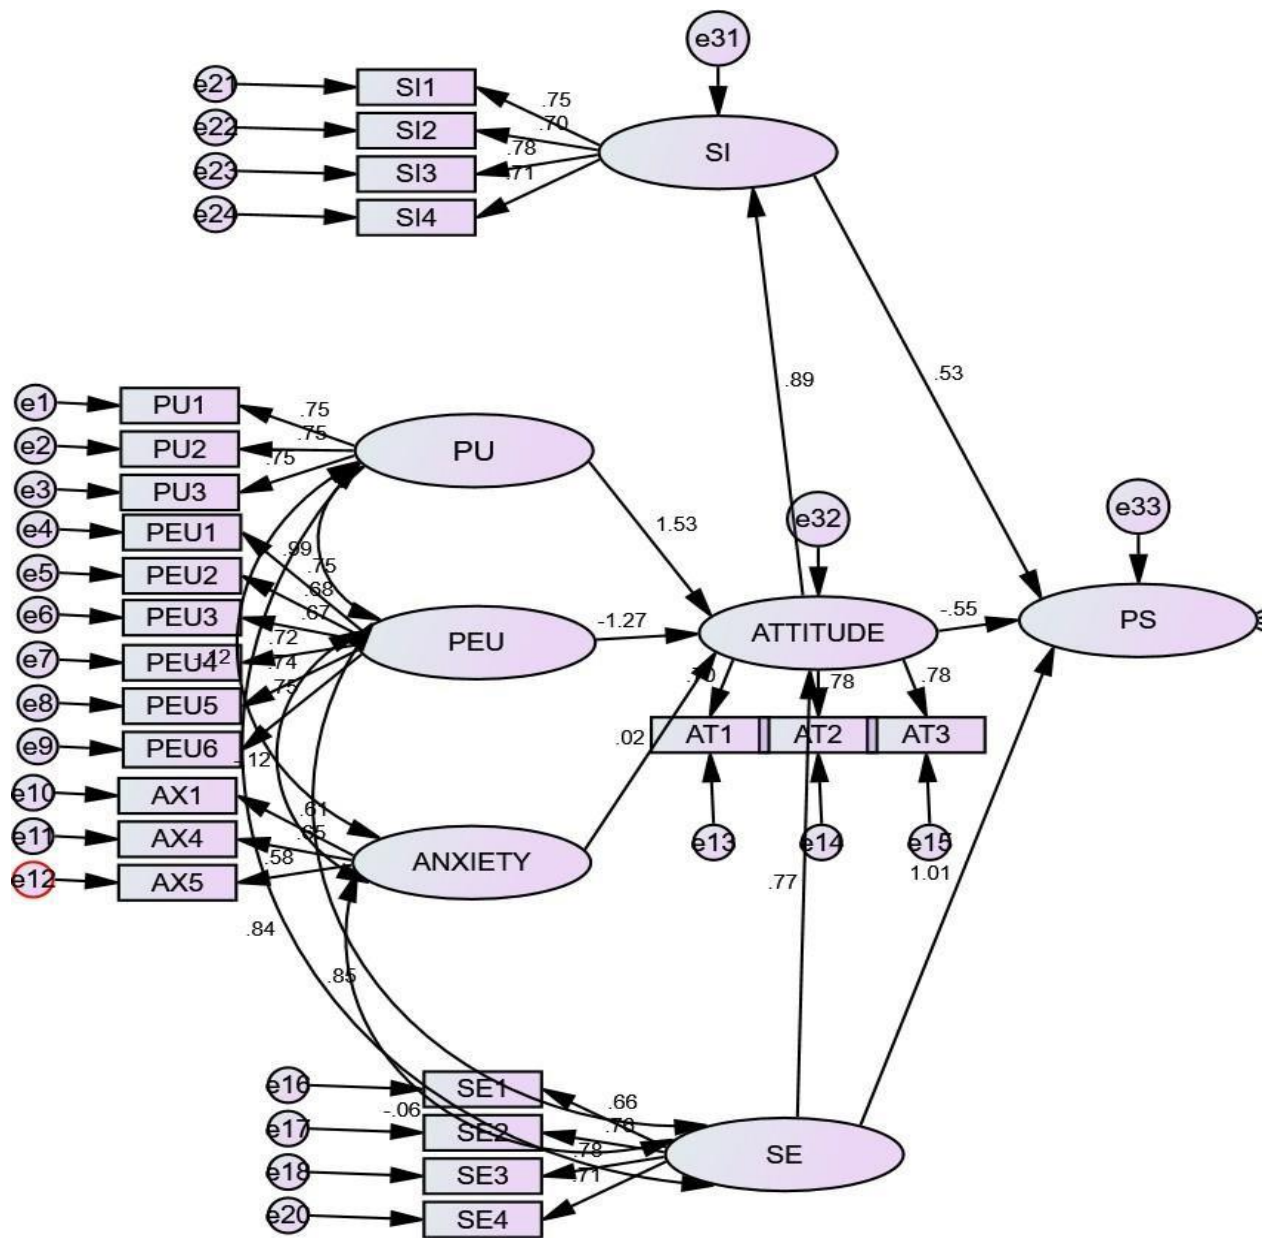 e31
e21 SI1 .75
e22 SI2 .70 SI
e23 SI3 .78
e24 SI4 .71
.89 .53
e1 PU1 .75
e2 PU2 .75 PU
e3 PU3 .75
e4 PEU1 .99 1.53 e32 e33
e5 PEU2 .75
.68
e6 PEU3 .67 -1.27 -.55 PS
PEU ATTITUDE
e7 PEU4 .72 -.12
.74 .70 .78 .78
e8 PEU5 .75
e9 PEU6 -.12 .02 AT1 AT2 AT3
e10 AX1 .61
e11 AX4 .65 e13 e14 e15
ANXIETY
e12 AX5 .58 .77 1.01
.84
.85
e16 SE1 .66
-.06
e17 SE2
e18 SE3 .78 SE
.71
e20 SE4